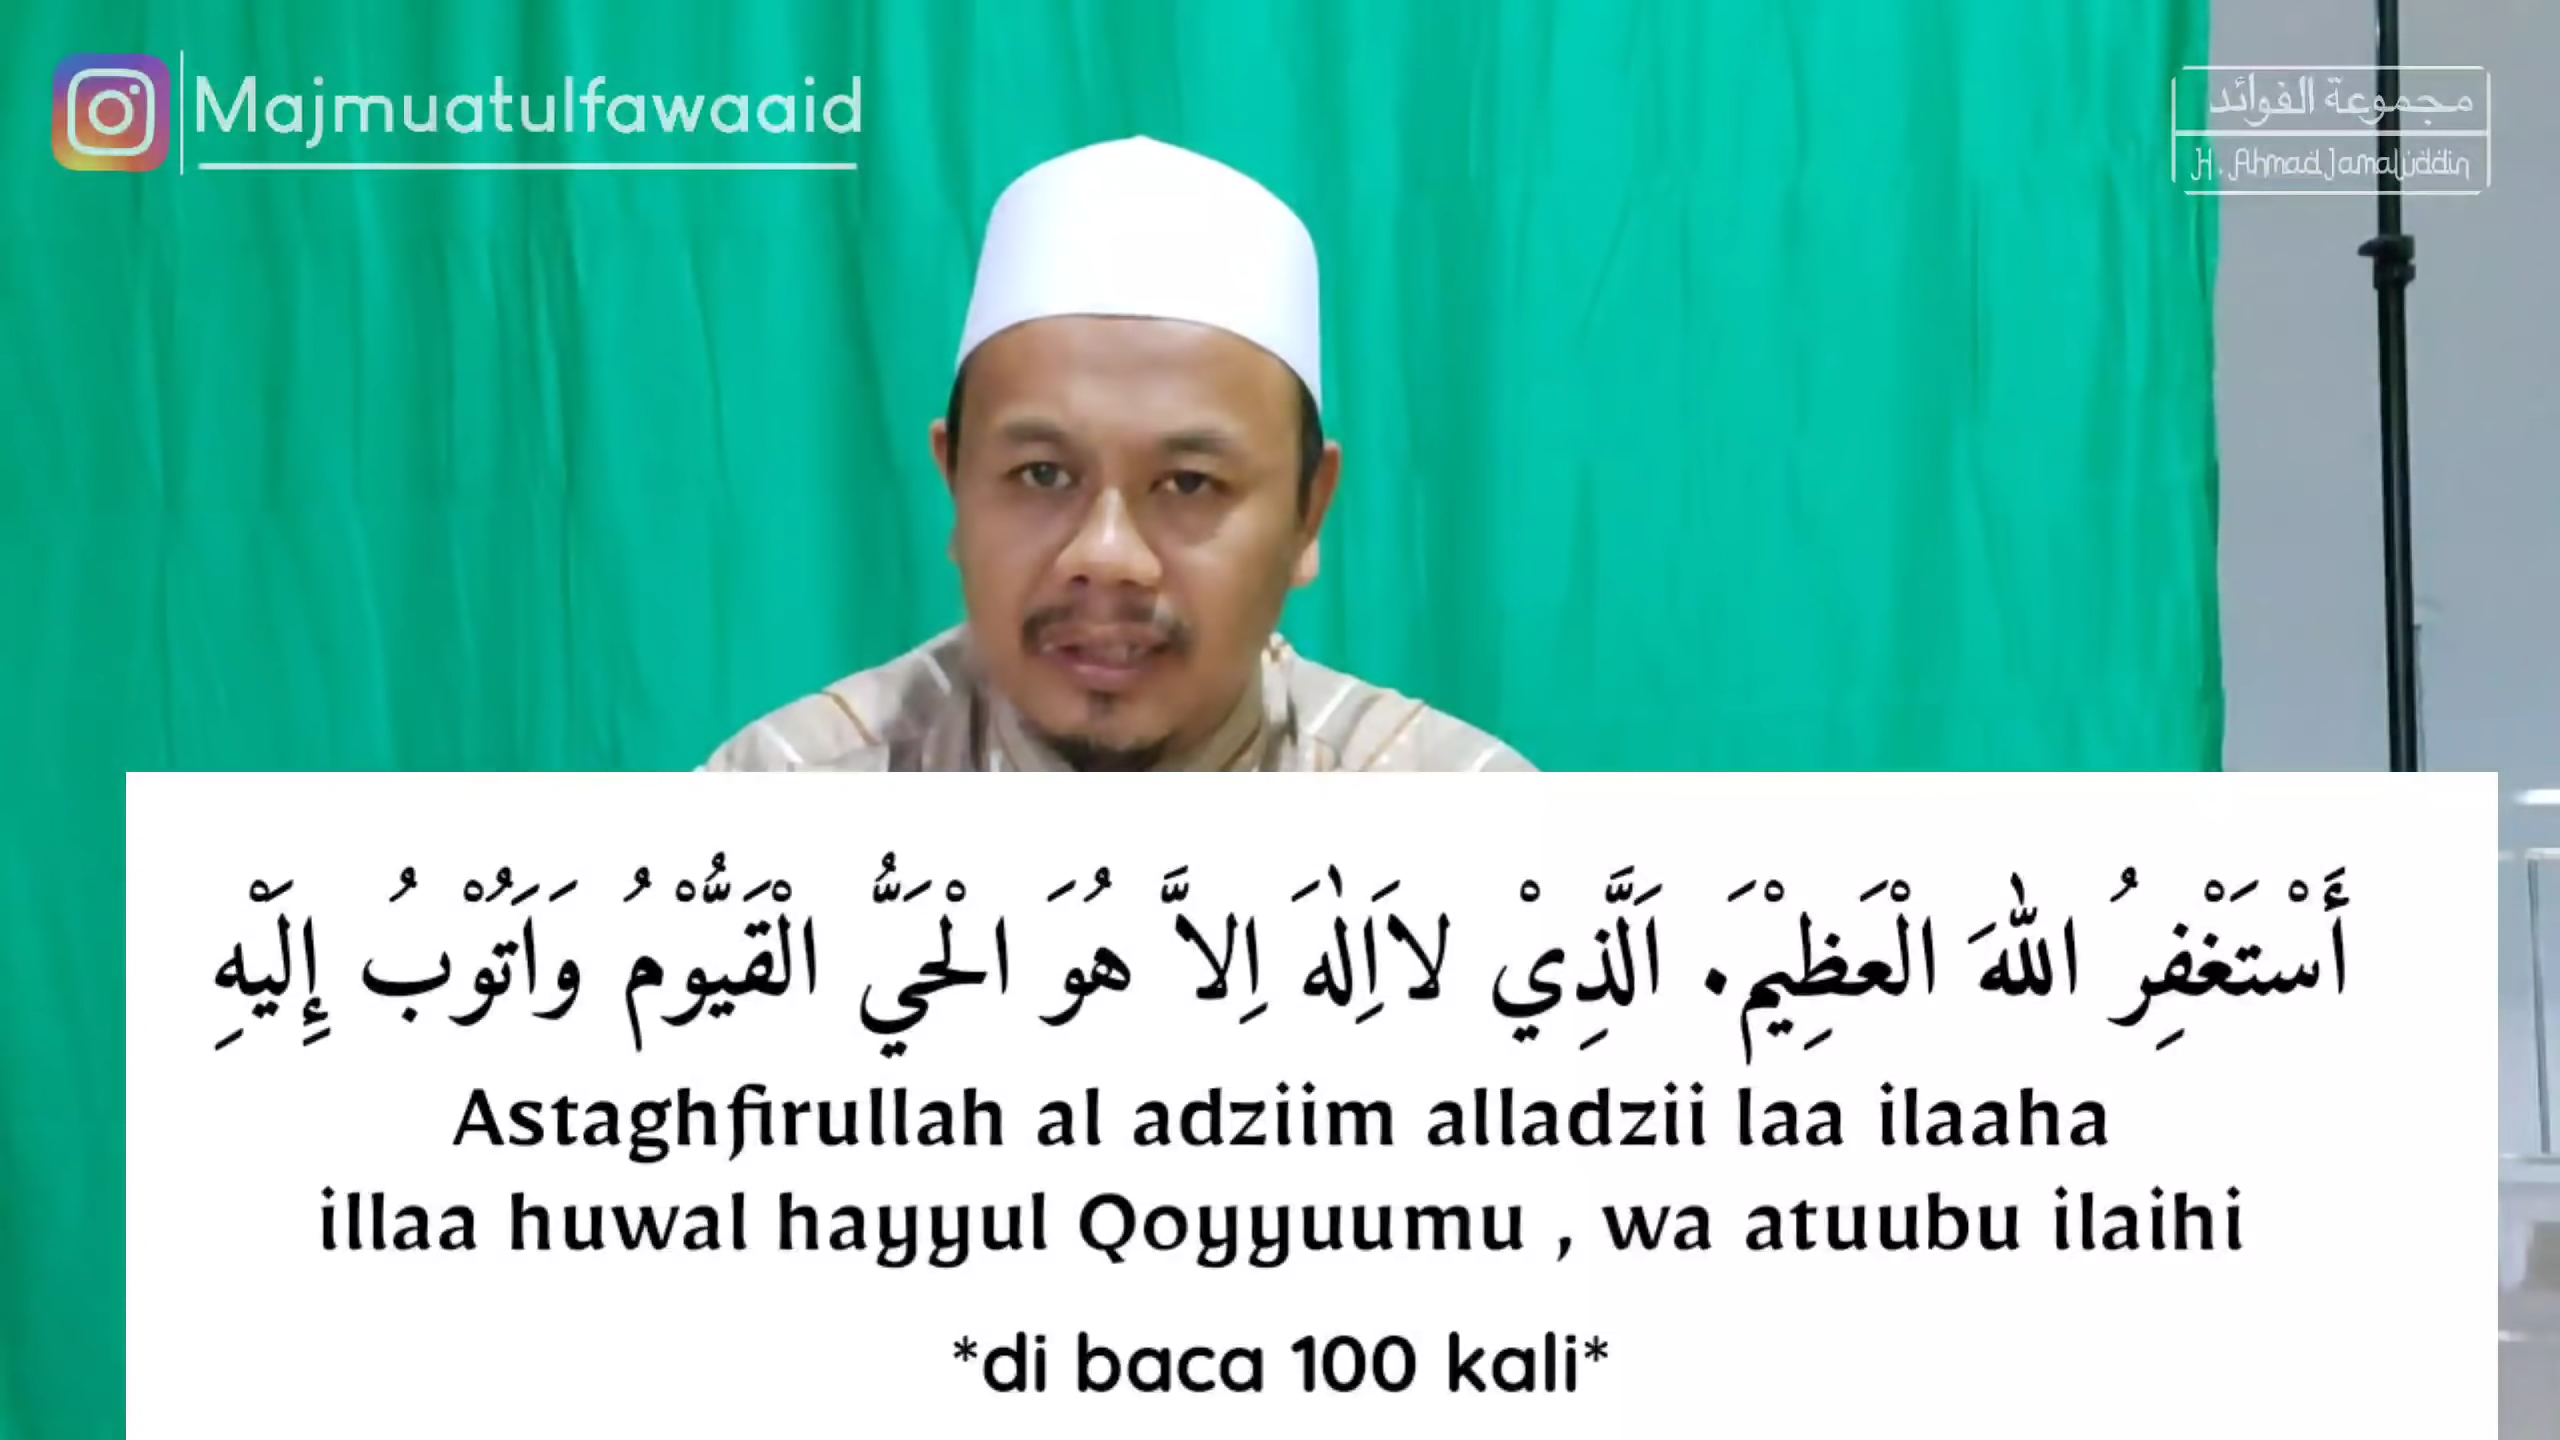 Majmuatulfawaaid
مجموعة الفوائد
H. Ahmad Jamaluddin
أَسْتَغْفِرُ اللهَ الْعَظِيْمَ. اَلَّذِيْ لاَاِلٰهَ اِلاَّ هُوَ الْحَيُّ الْقَيُّوْمُ وَاَتُوْبُ إِلَيْهِ
Astaghfirullah al adziim alladzii laa ilaaha
illaa huwal hayyul Qoyyuumu , wa atuubu ilaihi
*di baca 100 kali*